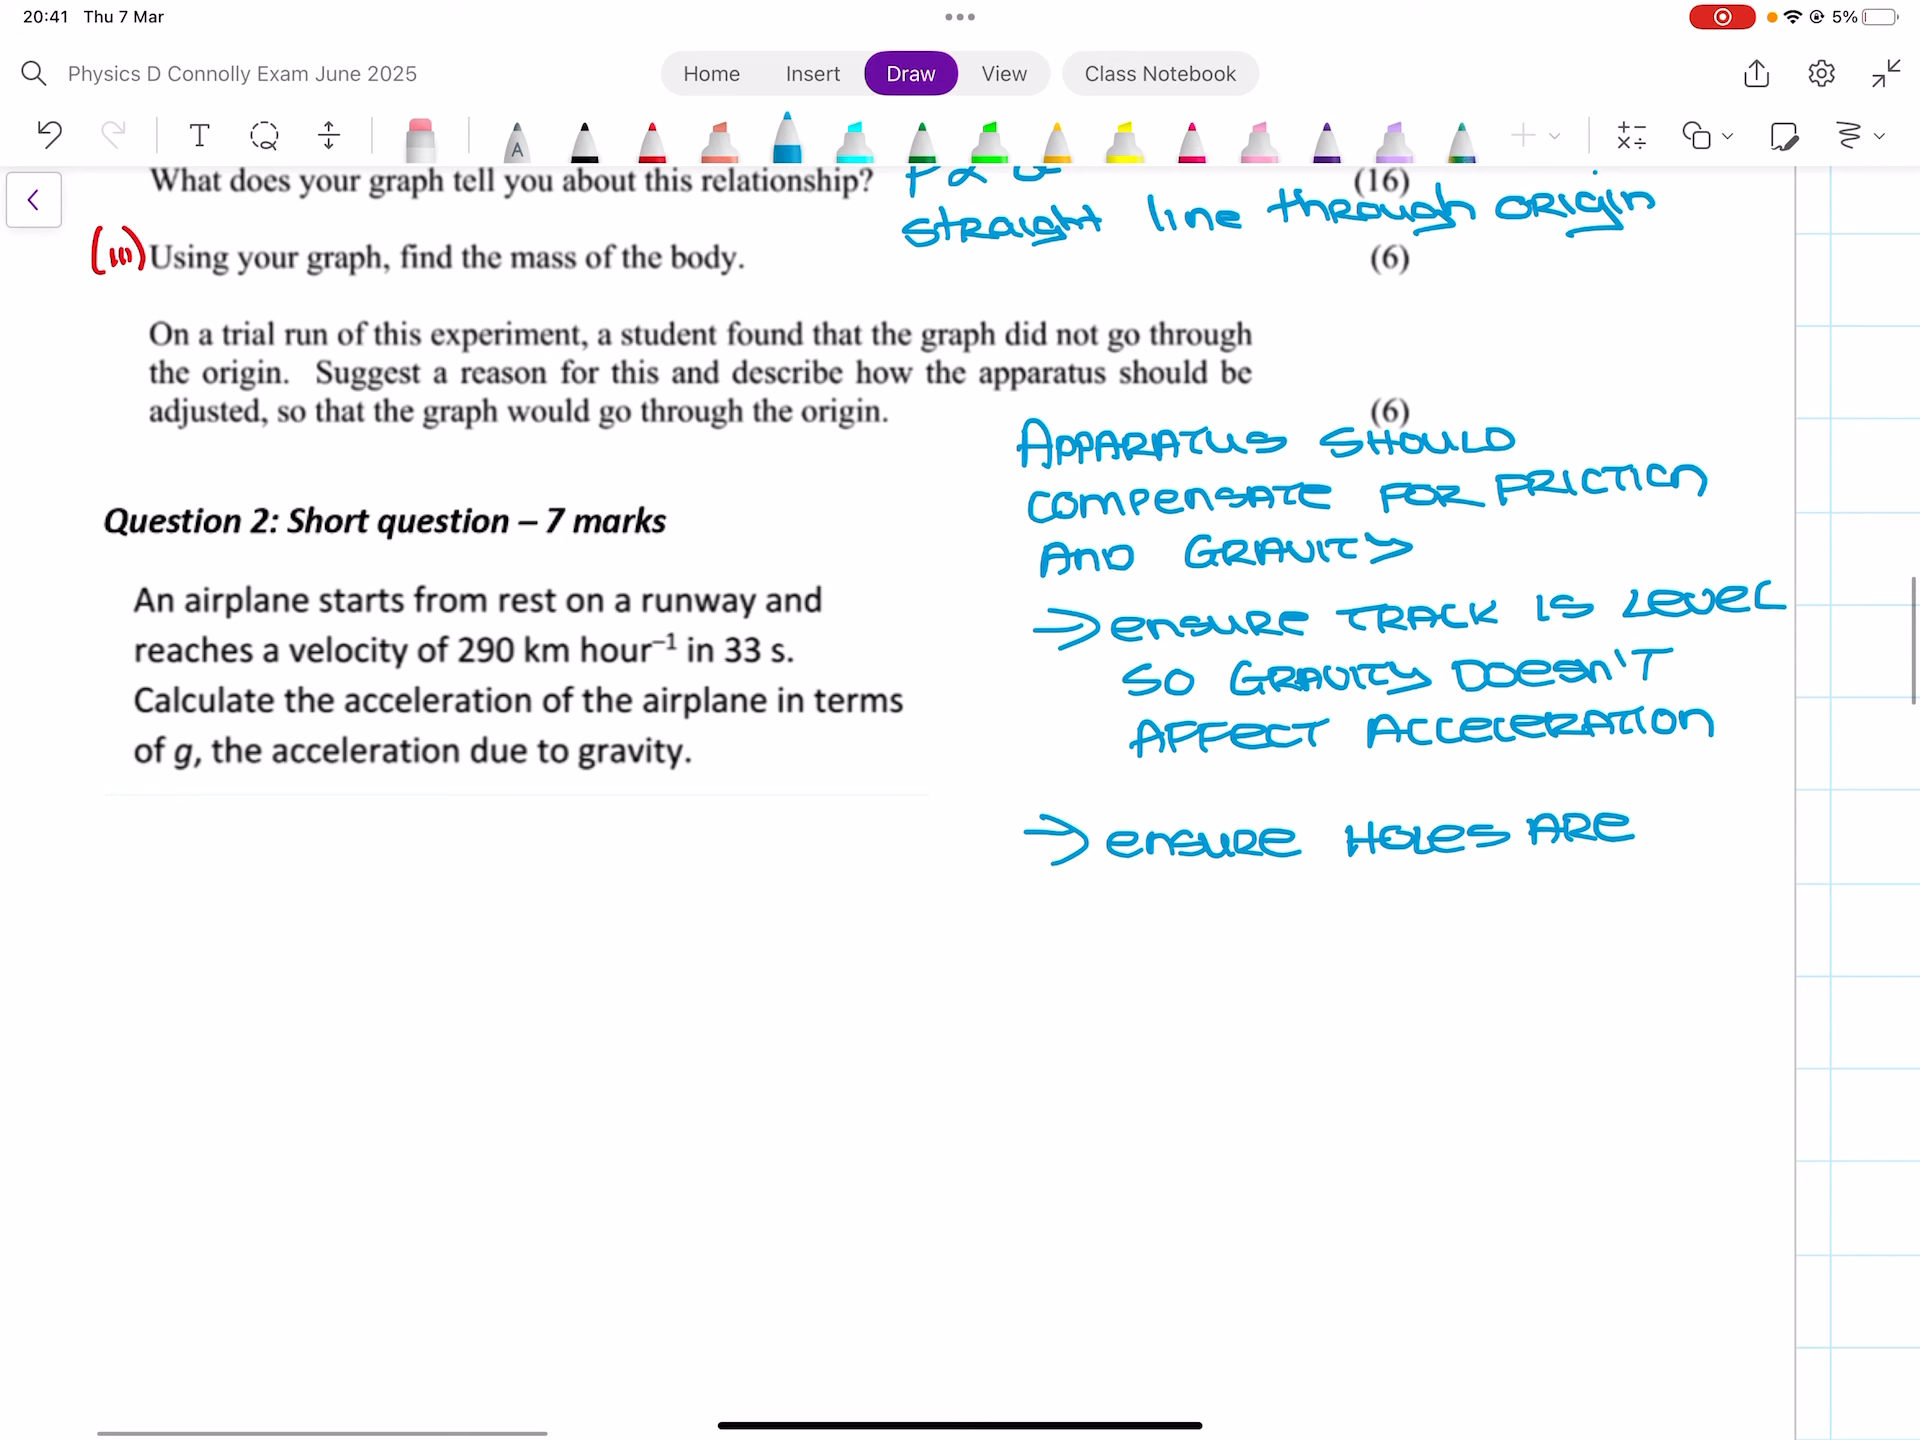 20:41 Thu 7 Mar
5%
Physics D Connolly Exam June 2025
Home Insert Draw View Class Notebook
T
A
What does your graph tell you about this relationship? (16)
F ∝ a
straight line through origin
(iii) Using your graph, find the mass of the body. (6)
On a trial run of this experiment, a student found that the graph did not go through
the origin. Suggest a reason for this and describe how the apparatus should be
adjusted, so that the graph would go through the origin. (6)
APPARATUS SHOULD
COMPENSATE FOR FRICTION
AND GRAVITY
→ ENSURE TRACK IS LEVEL
SO GRAVITY DOESN'T
AFFECT ACCELERATION
→ ENSURE HOLES ARE
Question 2: Short question – 7 marks
An airplane starts from rest on a runway and
reaches a velocity of 290 km hour⁻¹ in 33 s.
Calculate the acceleration of the airplane in terms
of g, the acceleration due to gravity.